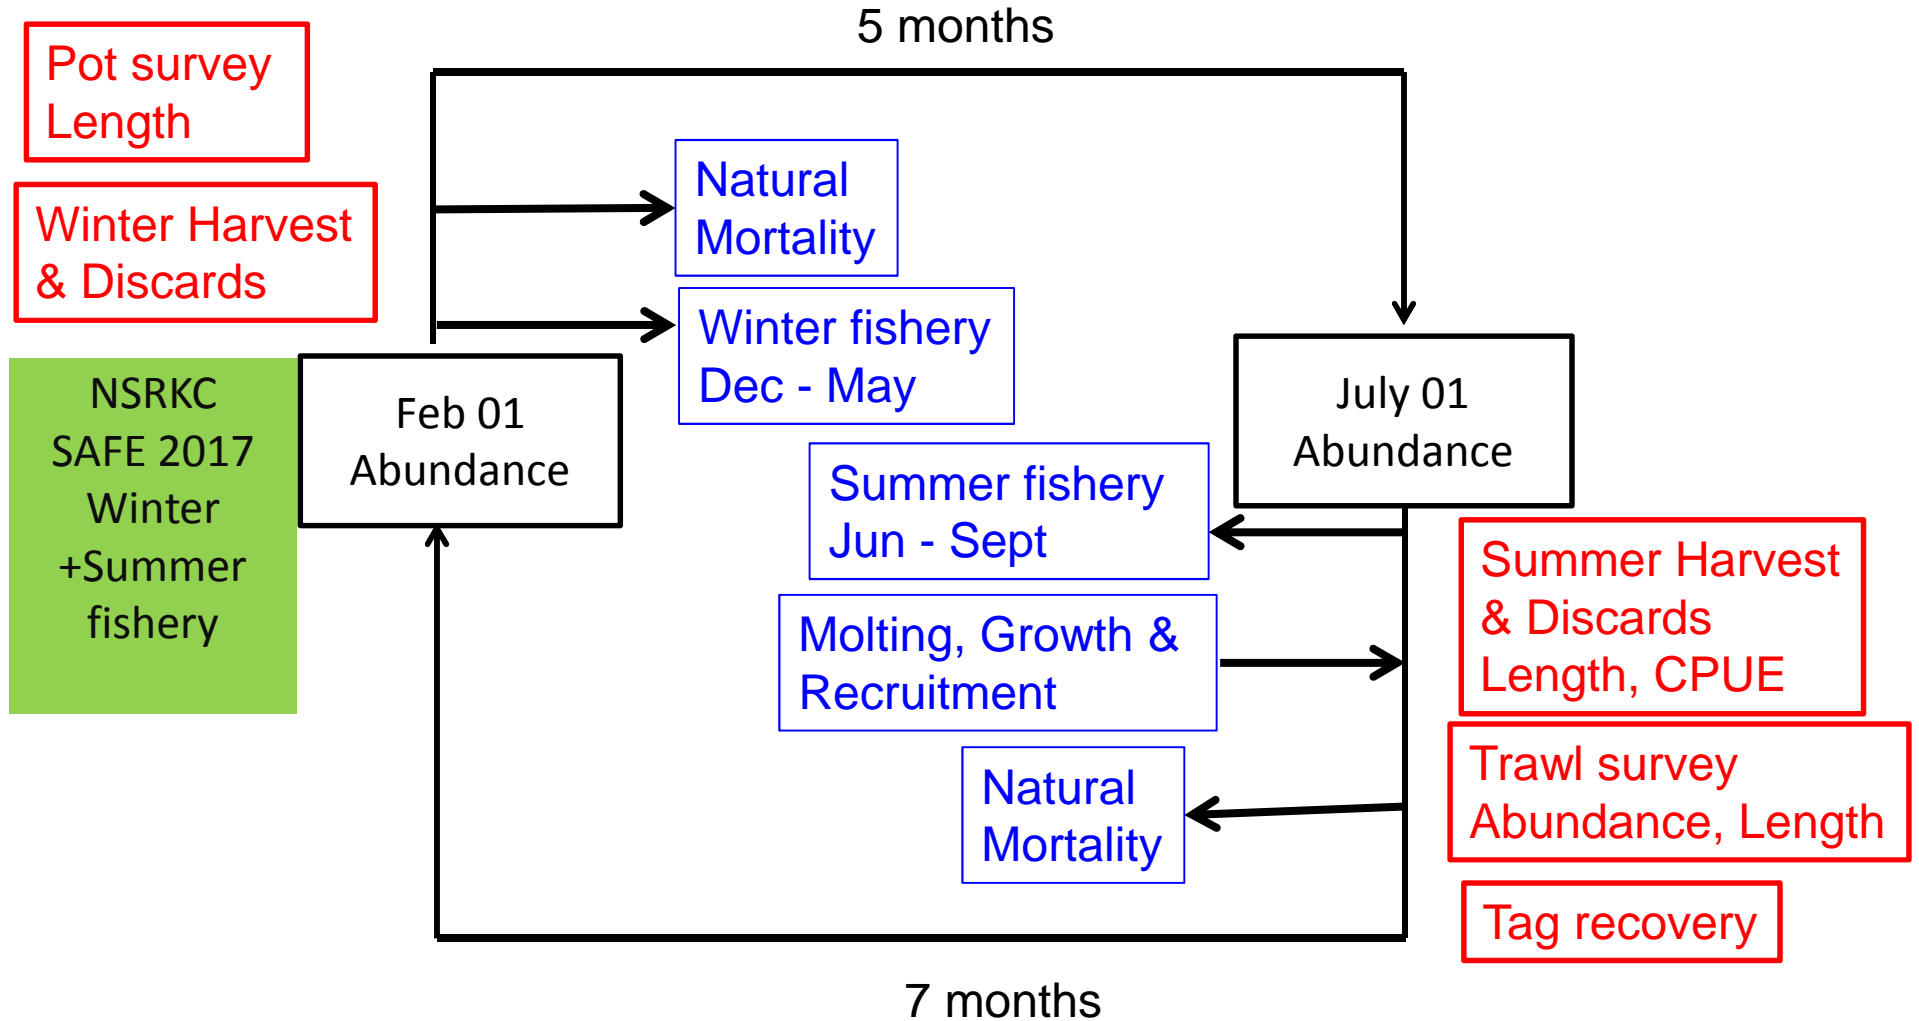 5 months
Pot survey
Length
Winter Harvest
& Discards
Natural
Mortality
Winter fishery
Dec - May
NSRKC
SAFE 2017
Winter
+Summer
fishery
Feb 01
Abundance
July 01
Abundance
Summer fishery
Jun - Sept
Molting, Growth &
Recruitment
Natural
Mortality
Summer Harvest
& Discards
Length, CPUE
Trawl survey
Abundance, Length
Tag recovery
7 months